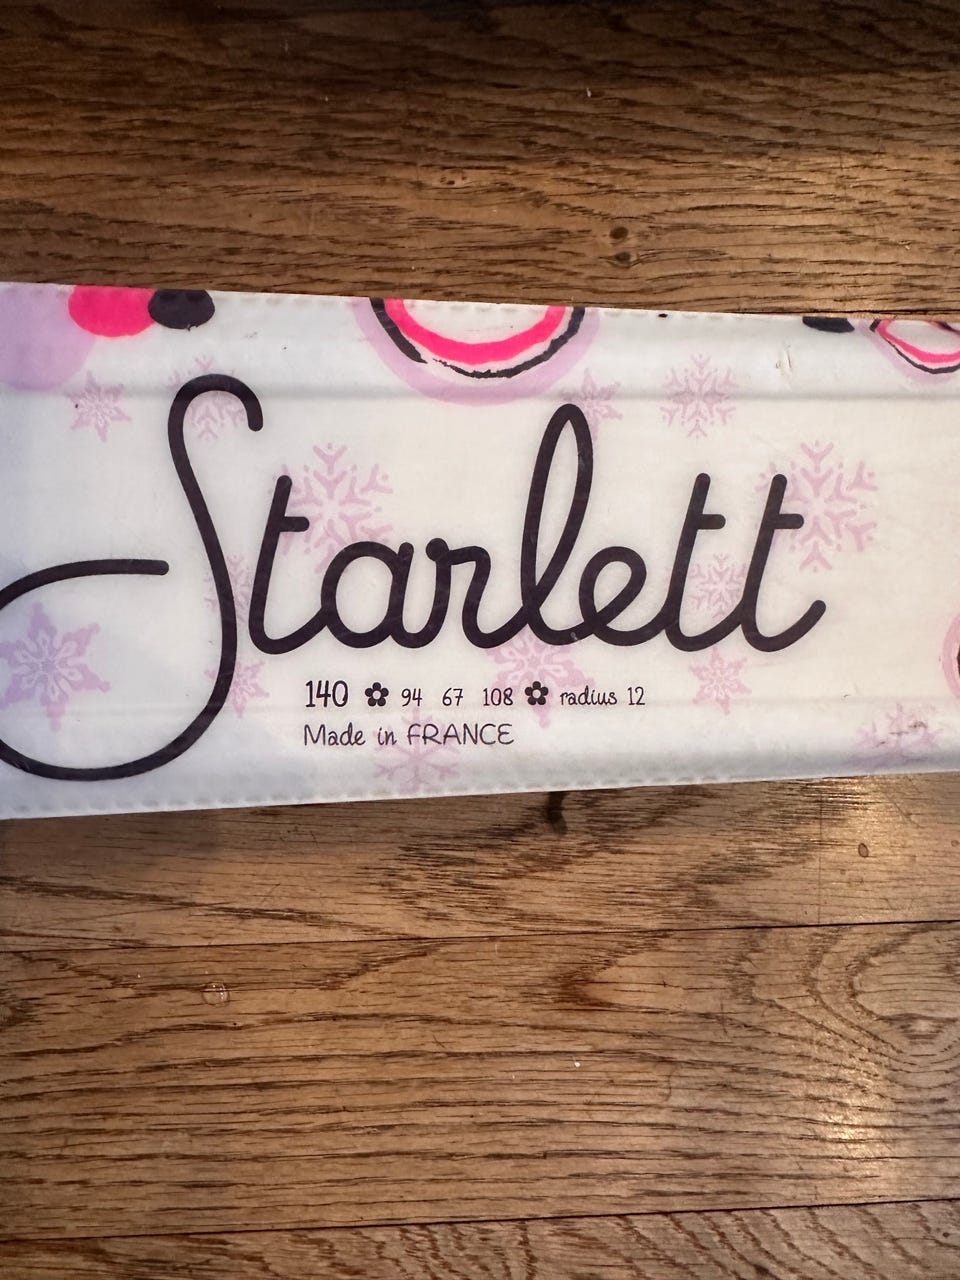 Starlett
140 ✿ 94 67 108 ✿ radius 12
Made in FRANCE